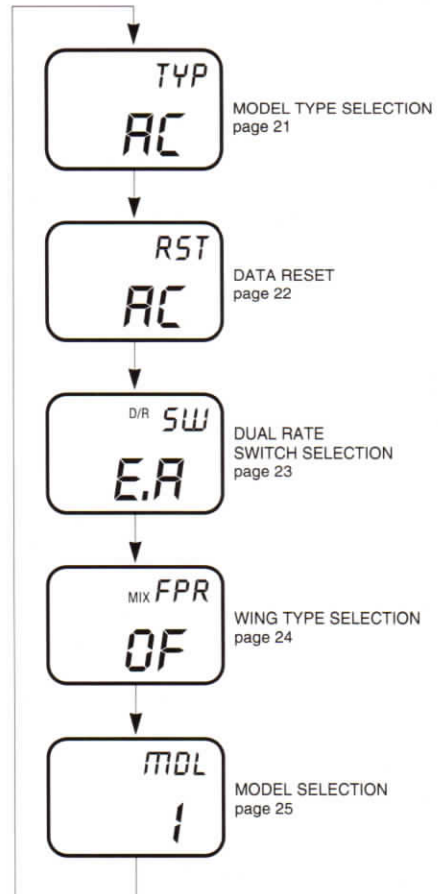 TYP
AC
MODEL TYPE SELECTION
page 21
RST
AC
DATA RESET
page 22
D/R SW
E.A
DUAL RATE
SWITCH SELECTION
page 23
MIX FPR
OF
WING TYPE SELECTION
page 24
MDL
1
MODEL SELECTION
page 25